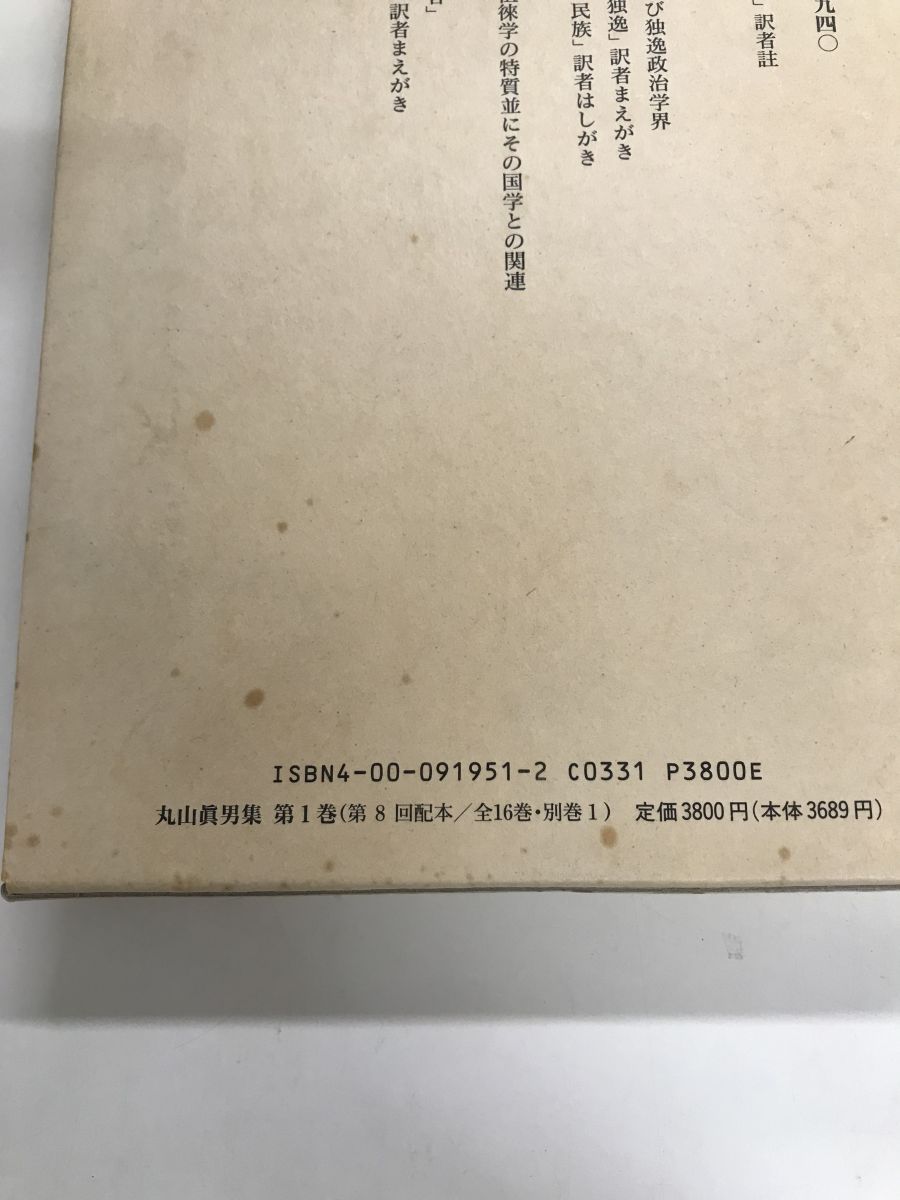 九四〇
」訳者註
び独逸政治学界
独逸」訳者まえがき
民族」訳者はしがき
徠学の特質並にその国学との関連
」
訳者まえがき
ISBN4-00-091951-2 C0331 P3800E
丸山眞男集 第1巻(第8回配本/全16巻・別巻1) 定価3800円(本体3689円)